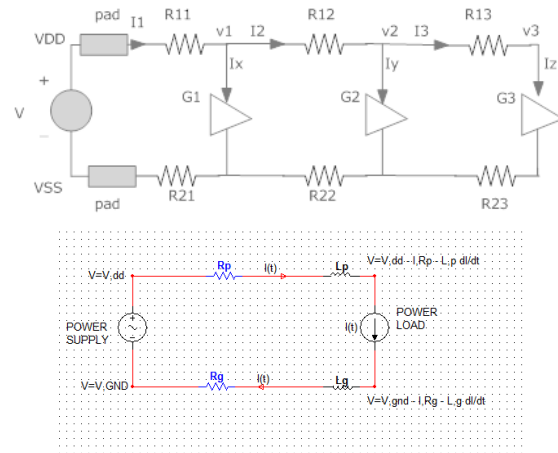 pad
VDD
I1
R11
v1
I2
R12
v2
I3
R13
v3
+
Ix
Iy
Iz
V
G1
G2
G3
–
VSS
pad
R21
R22
R23
V=V,dd - I,Rp - L,p dI/dt
V=V,dd
Rp
I(t)
Lp
POWER
SUPPLY
I(t)
POWER
LOAD
V=V,GND
Rg
I(t)
Lg
V=V,gnd - I,Rg - L,g dI/dt